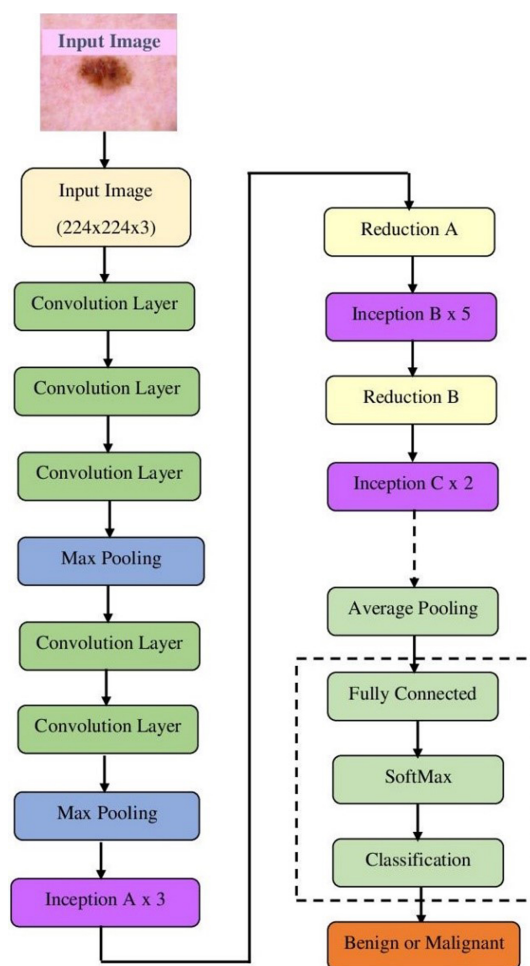 Input Image
Input Image
(224x224x3)
Convolution Layer
Convolution Layer
Convolution Layer
Max Pooling
Convolution Layer
Convolution Layer
Max Pooling
Inception A x 3
Reduction A
Inception B x 5
Reduction B
Inception C x 2
Average Pooling
Fully Connected
SoftMax
Classification
Benign or Malignant